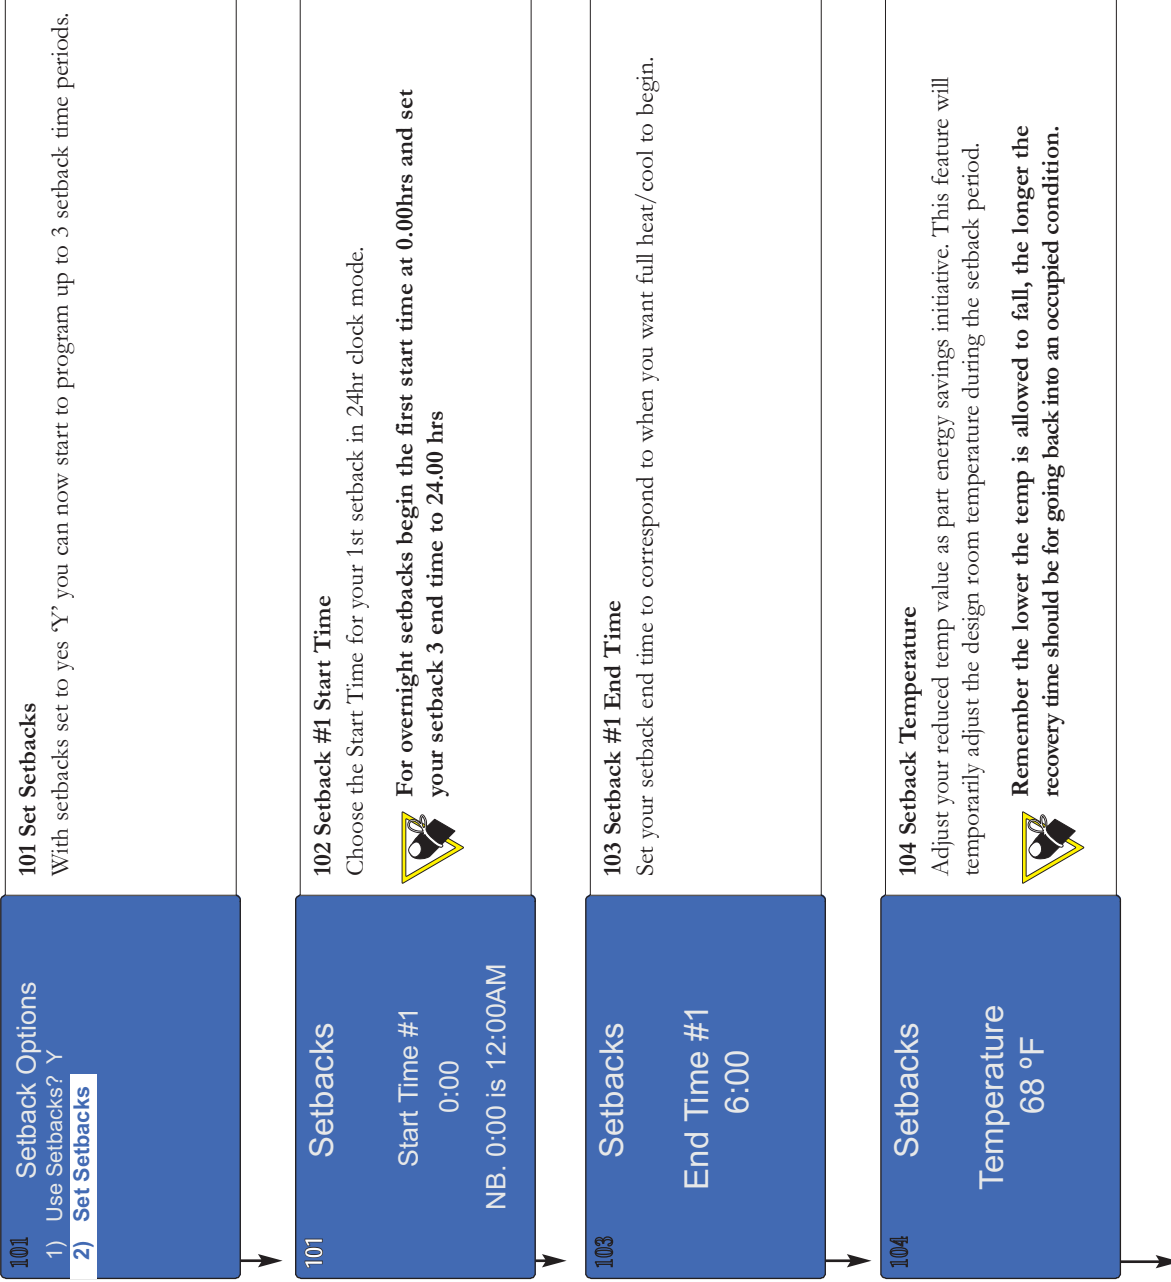 101
Setback Options
1) Use Setbacks? Y
2) Set Setbacks
101 Set Setbacks
With setbacks set to yes ‘Y’ you can now start to program up to 3 setback time periods.
101
Setbacks
Start Time #1
0:00
NB. 0:00 is 12:00AM
102 Setback #1 Start Time
Choose the Start Time for your 1st setback in 24hr clock mode.
For overnight setbacks begin the first start time at 0.00hrs and set
your setback 3 end time to 24.00 hrs
103
Setbacks
End Time #1
6:00
103 Setback #1 End Time
Set your setback end time to correspond to when you want full heat/cool to begin.
104
Setbacks
Temperature
68 ºF
104 Setback Temperature
Adjust your reduced temp value as part energy savings initiative. This feature will
temporarily adjust the design room temperature during the setback period.
Remember the lower the temp is allowed to fall, the longer the
recovery time should be for going back into an occupied condition.